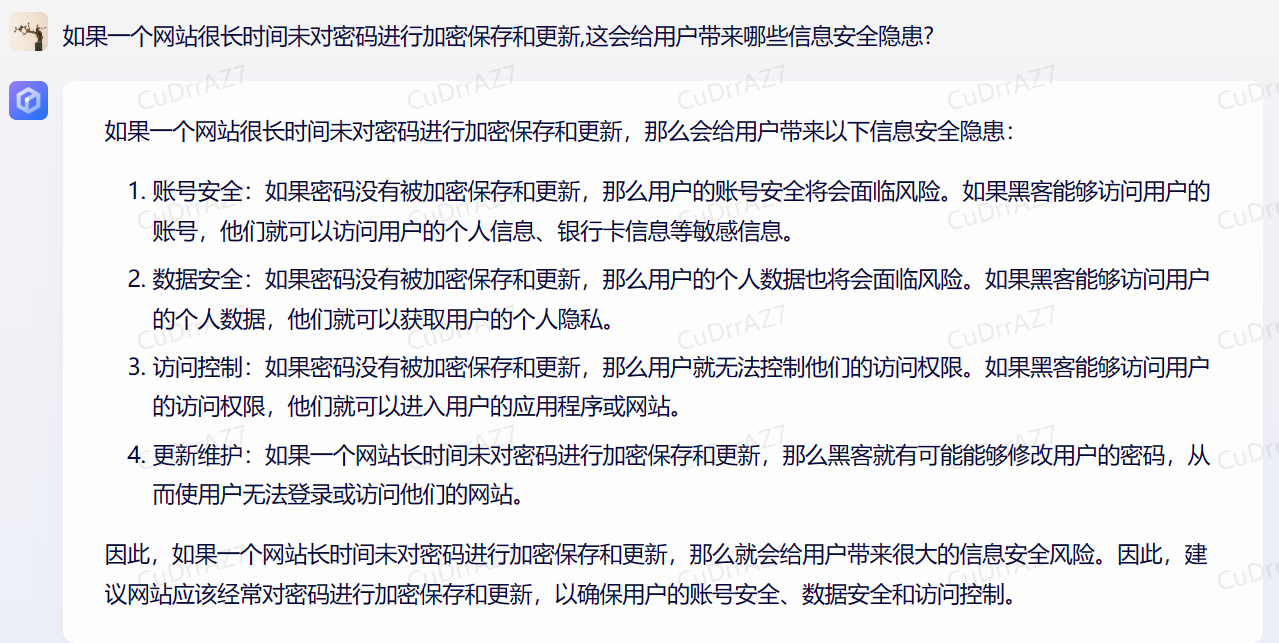 如果一个网站很长时间未对密码进行加密保存和更新,这会给用户带来哪些信息安全隐患?
CuDrrAZ7 CuDrrAZ7 CuDrrAZ7 CuDrrAZ7
如果一个网站很长时间未对密码进行加密保存和更新，那么会给用户带来以下信息安全隐患：
1. 账号安全：如果密码没有被加密保存和更新，那么用户的账号安全将会面临风险。如果黑客能够访问用户的
账号，他们就可以访问用户的个人信息、银行卡信息等敏感信息。
2. 数据安全：如果密码没有被加密保存和更新，那么用户的个人数据也将会面临风险。如果黑客能够访问用户
的个人数据，他们就可以获取用户的个人隐私。
3. 访问控制：如果密码没有被加密保存和更新，那么用户就无法控制他们的访问权限。如果黑客能够访问用户
的访问权限，他们就可以进入用户的应用程序或网站。
4. 更新维护：如果一个网站长时间未对密码进行加密保存和更新，那么黑客就有可能能够修改用户的密码，从
而使用户无法登录或访问他们的网站。
因此，如果一个网站长时间未对密码进行加密保存和更新，那么就会给用户带来很大的信息安全风险。因此，建
议网站应该经常对密码进行加密保存和更新，以确保用户的账号安全、数据安全和访问控制。